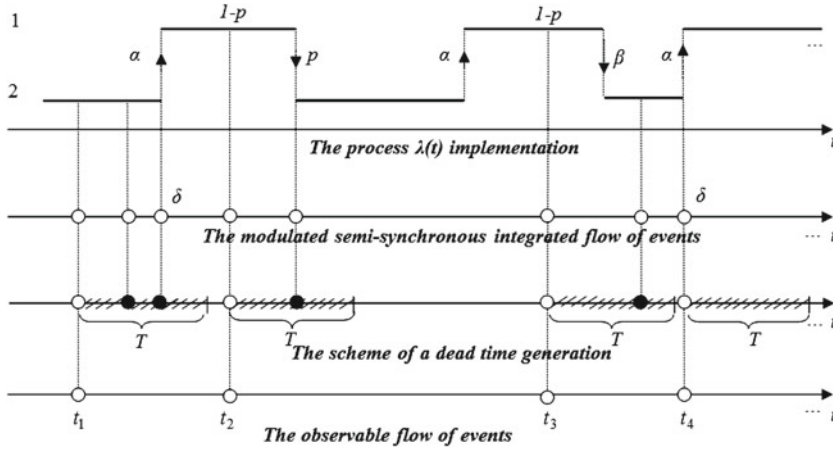 1 1-p 1-p
α p α β α ...
2
The process λ(t) implementation t
δ δ
The modulated semi-synchronous integrated flow of events ... t
T T T T
The scheme of a dead time generation ... t
t1 t2 t3 t4 ... t
The observable flow of events